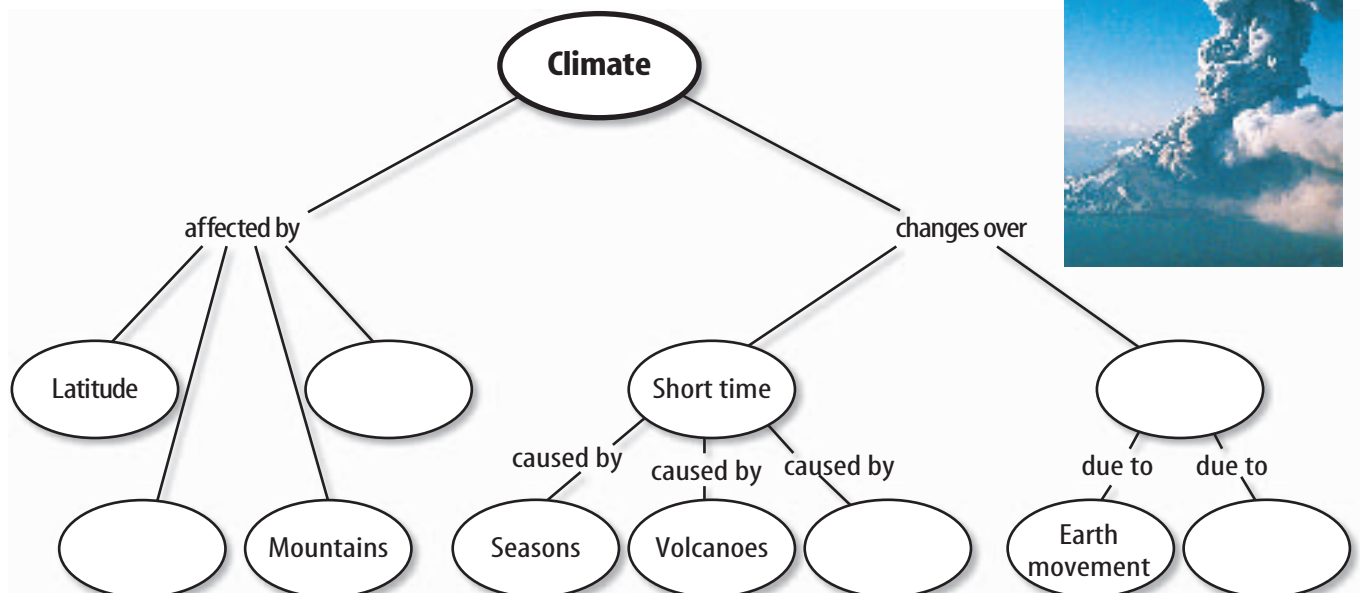 Climate
affected by
changes over
Latitude
Short time
caused by
caused by
caused by
due to
due to
Mountains
Seasons
Volcanoes
Earth
movement